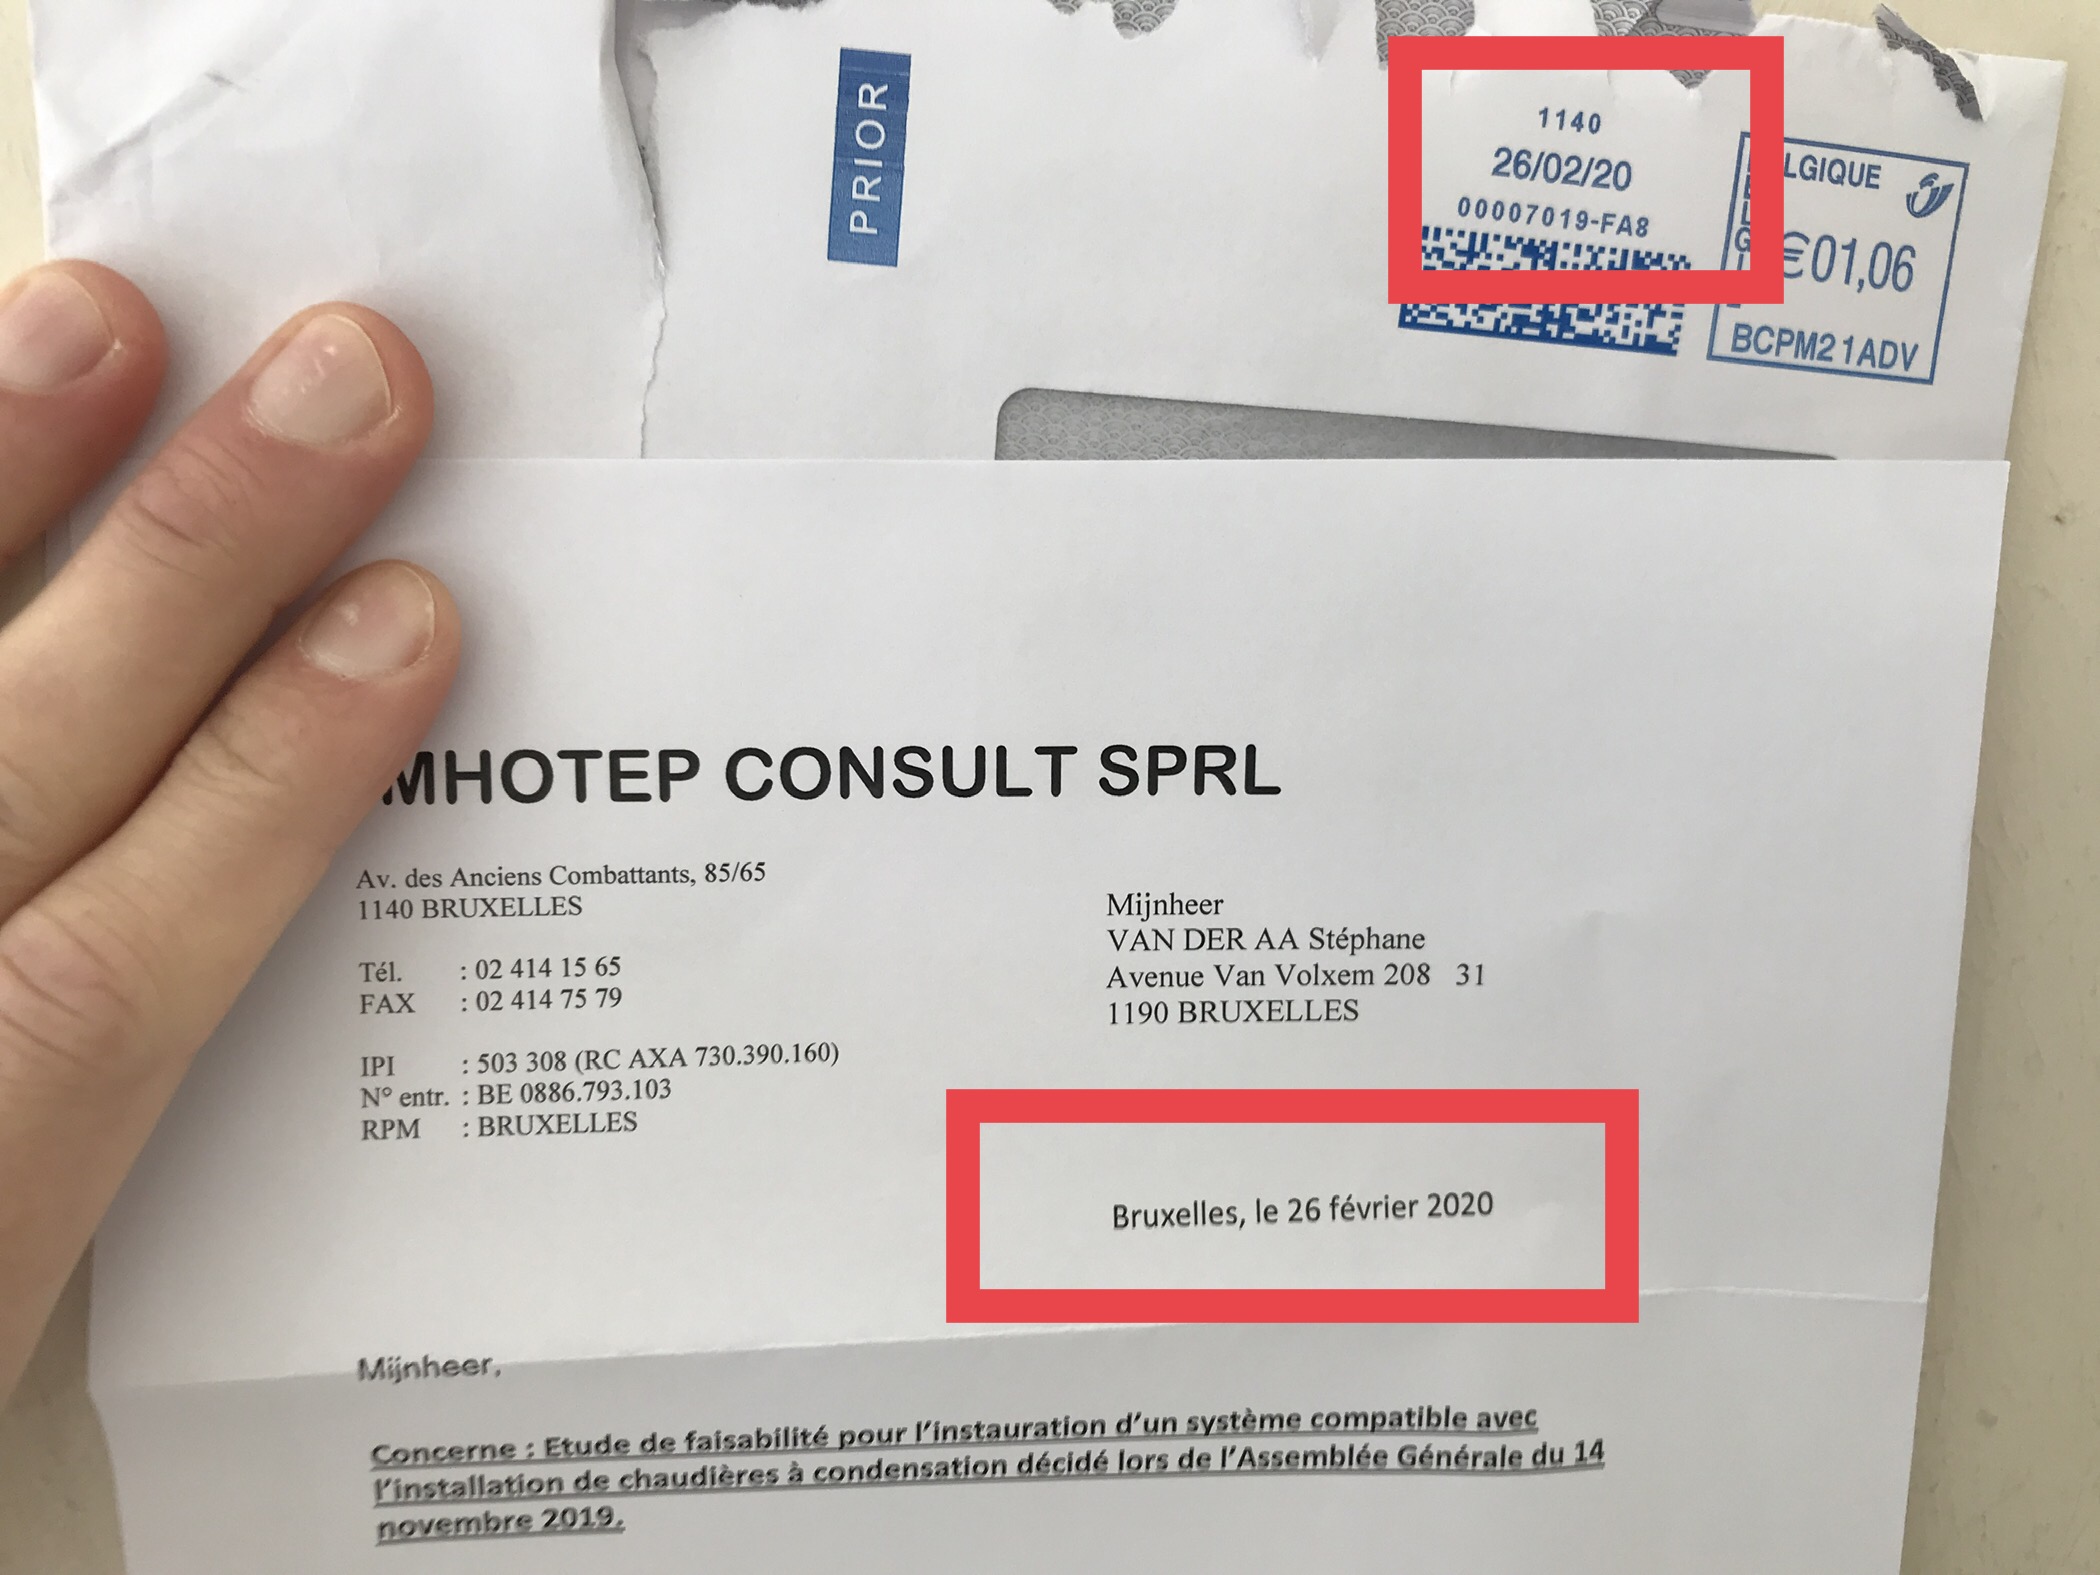 PRIOR
1140
26/02/20
00007019-FA8
LGIQUE
€01,06
BCPM21ADV
MHOTEP CONSULT SPRL
Av. des Anciens Combattants, 85/65
1140 BRUXELLES
Tél. : 02 414 15 65
FAX : 02 414 75 79
IPI : 503 308 (RC AXA 730.390.160)
N° entr. : BE 0886.793.103
RPM : BRUXELLES
Mijnheer
VAN DER AA Stéphane
Avenue Van Volxem 208 31
1190 BRUXELLES
Bruxelles, le 26 février 2020
Mijnheer,
Concerne : Etude de faisabilité pour l'instauration d'un système compatible avec
l'installation de chaudières à condensation décidé lors de l'Assemblée Générale du 14
novembre 2019.